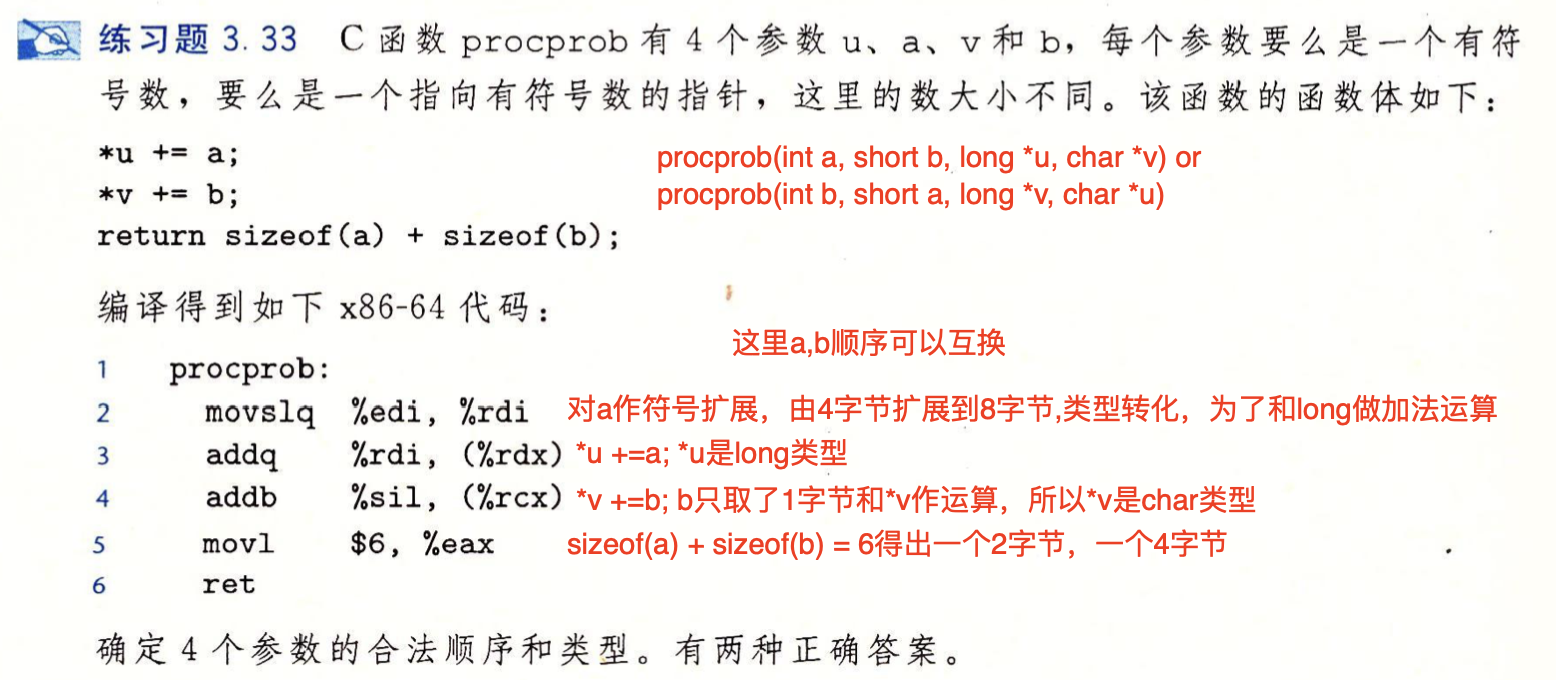 练习题 3.33 C 函数 procprob 有 4 个参数 u、a、v 和 b，每个参数要么是一个有符
号数，要么是一个指向有符号数的指针，这里的数大小不同。该函数的函数体如下：
*u += a;
procprob(int a, short b, long *u, char *v) or
*v += b;
procprob(int b, short a, long *v, char *u)
return sizeof(a) + sizeof(b);
编译得到如下 x86-64 代码：
这里a,b顺序可以互换
1 procprob:
2 movslq %edi, %rdi 对a作符号扩展，由4字节扩展到8字节,类型转化，为了和long做加法运算
3 addq %rdi, (%rdx) *u +=a; *u是long类型
4 addb %sil, (%rcx) *v +=b; b只取了1字节和*v作运算，所以*v是char类型
5 movl $6, %eax sizeof(a) + sizeof(b) = 6得出一个2字节，一个4字节
6 ret
确定 4 个参数的合法顺序和类型。有两种正确答案。